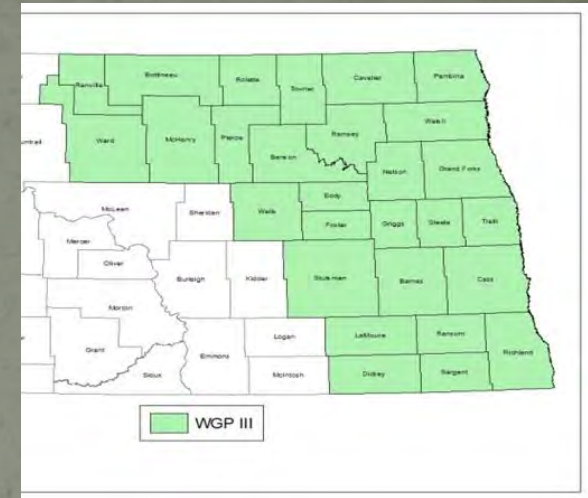 Renville
Bottineau
Rolette
Towner
Cavalier
Pembina
Walsh
Ramsey
Ward
McHenry
Pierce
Benson
Nelson
Grand Forks
McLean
Sheridan
Wells
Eddy
Foster
Griggs
Steele
Traill
Mercer
Oliver
Burleigh
Kidder
Stutsman
Barnes
Cass
Morton
Grant
Sioux
Emmons
Logan
McIntosh
LaMoure
Dickey
Ransom
Sargent
Richland
WGP III